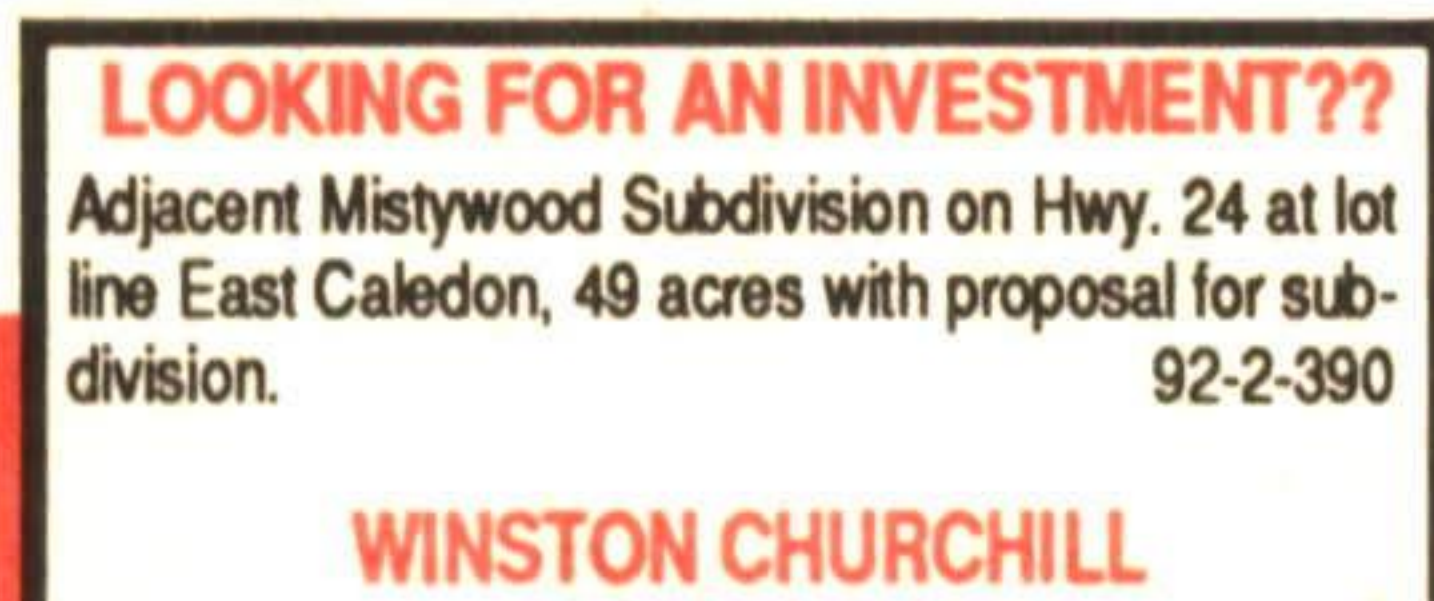 LOOKING FOR AN INVESTMENT??
Adjacent Mistywood Subdivision on Hwy. 24 at lot
line East Caledon, 49 acres with proposal for sub-
division. 92-2-390
WINSTON CHURCHILL